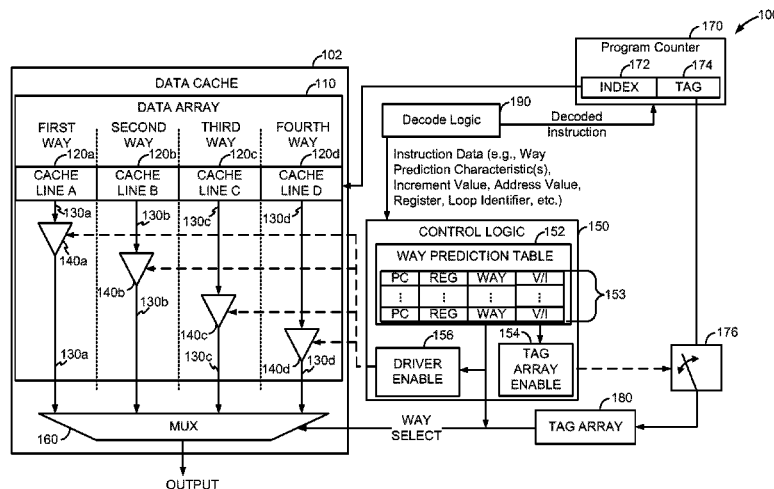 100
170
Program Counter
172
174
INDEX
TAG
102
DATA CACHE
110
DATA ARRAY
FIRST WAY
SECOND WAY
THIRD WAY
FOURTH WAY
120a
120b
120c
120d
CACHE LINE A
CACHE LINE B
CACHE LINE C
CACHE LINE D
130a
130b
130c
130d
140a
140b
140c
140d
130a
130b
130c
130d
190
Decode Logic
Decoded Instruction
Instruction Data (e.g., Way
Prediction Characteristic(s),
Increment Value, Address Value,
Register, Loop Identifier, etc.)
150
CONTROL LOGIC
152
WAY PREDICTION TABLE
PC REG WAY V/I
PC REG WAY V/I
153
156
154
DRIVER ENABLE
TAG ARRAY ENABLE
176
180
TAG ARRAY
WAY SELECT
160
MUX
OUTPUT